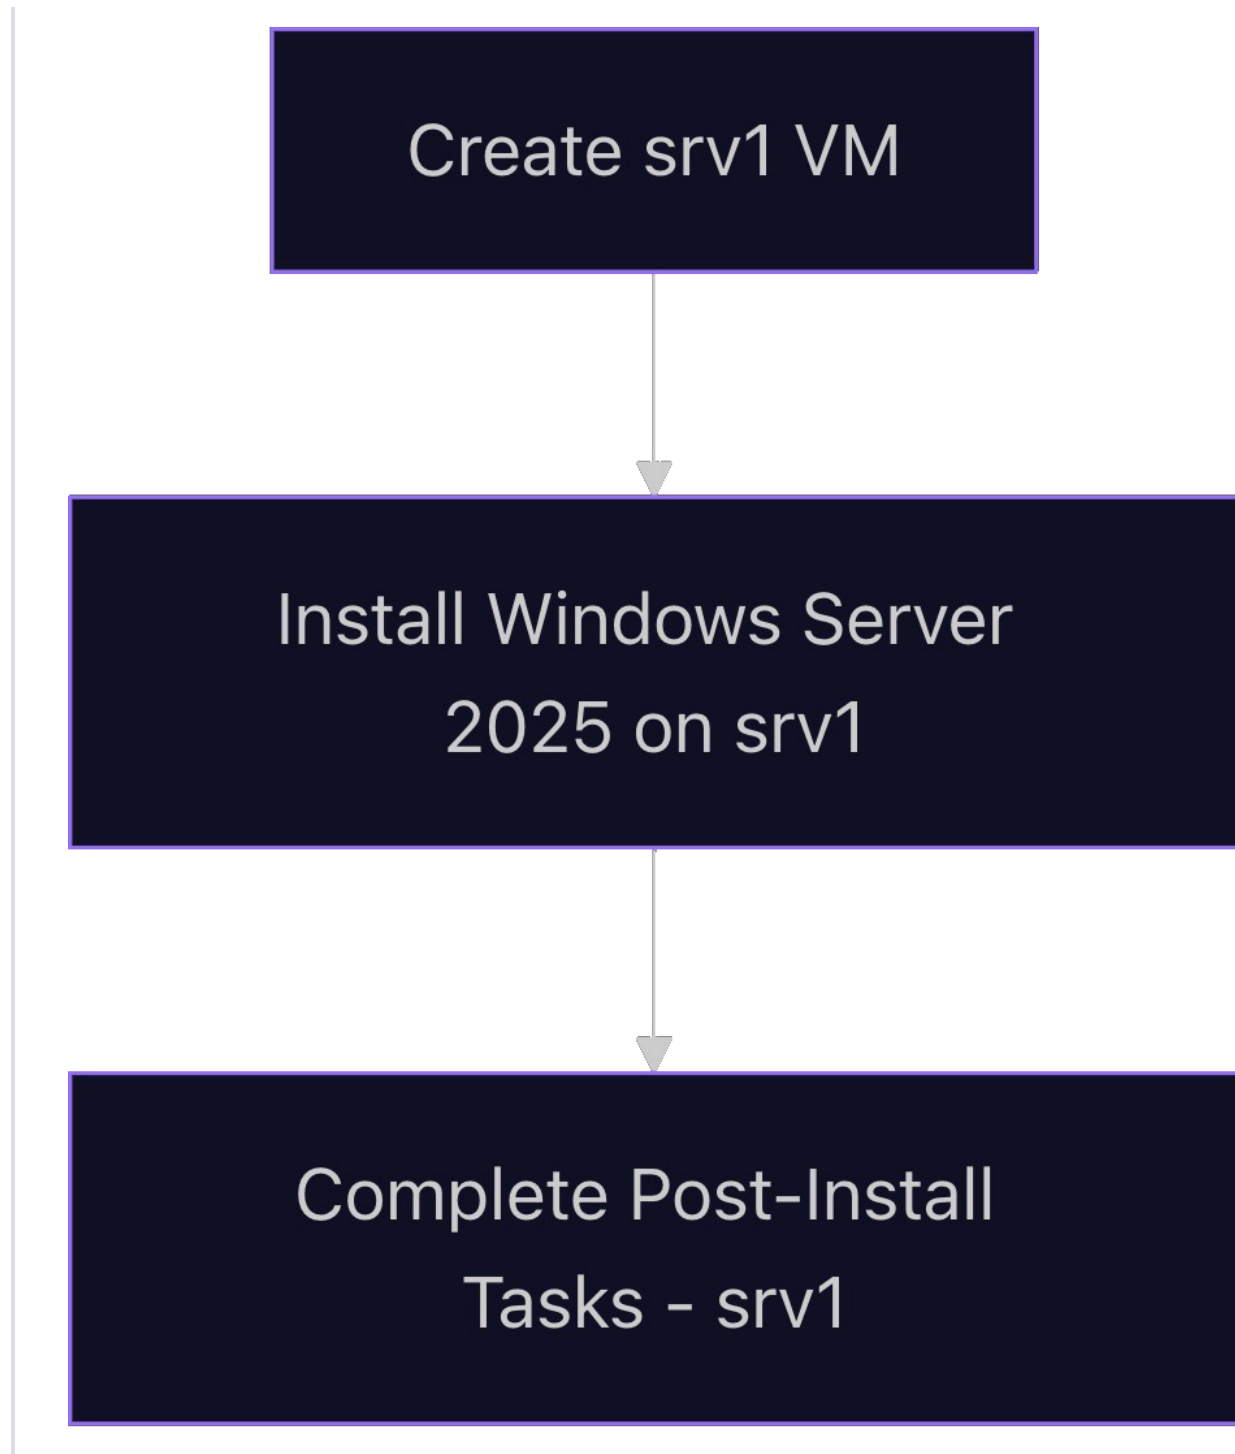 Create srv1 VM
Install Windows Server
2025 on srv1
Complete Post-Install
Tasks - srv1